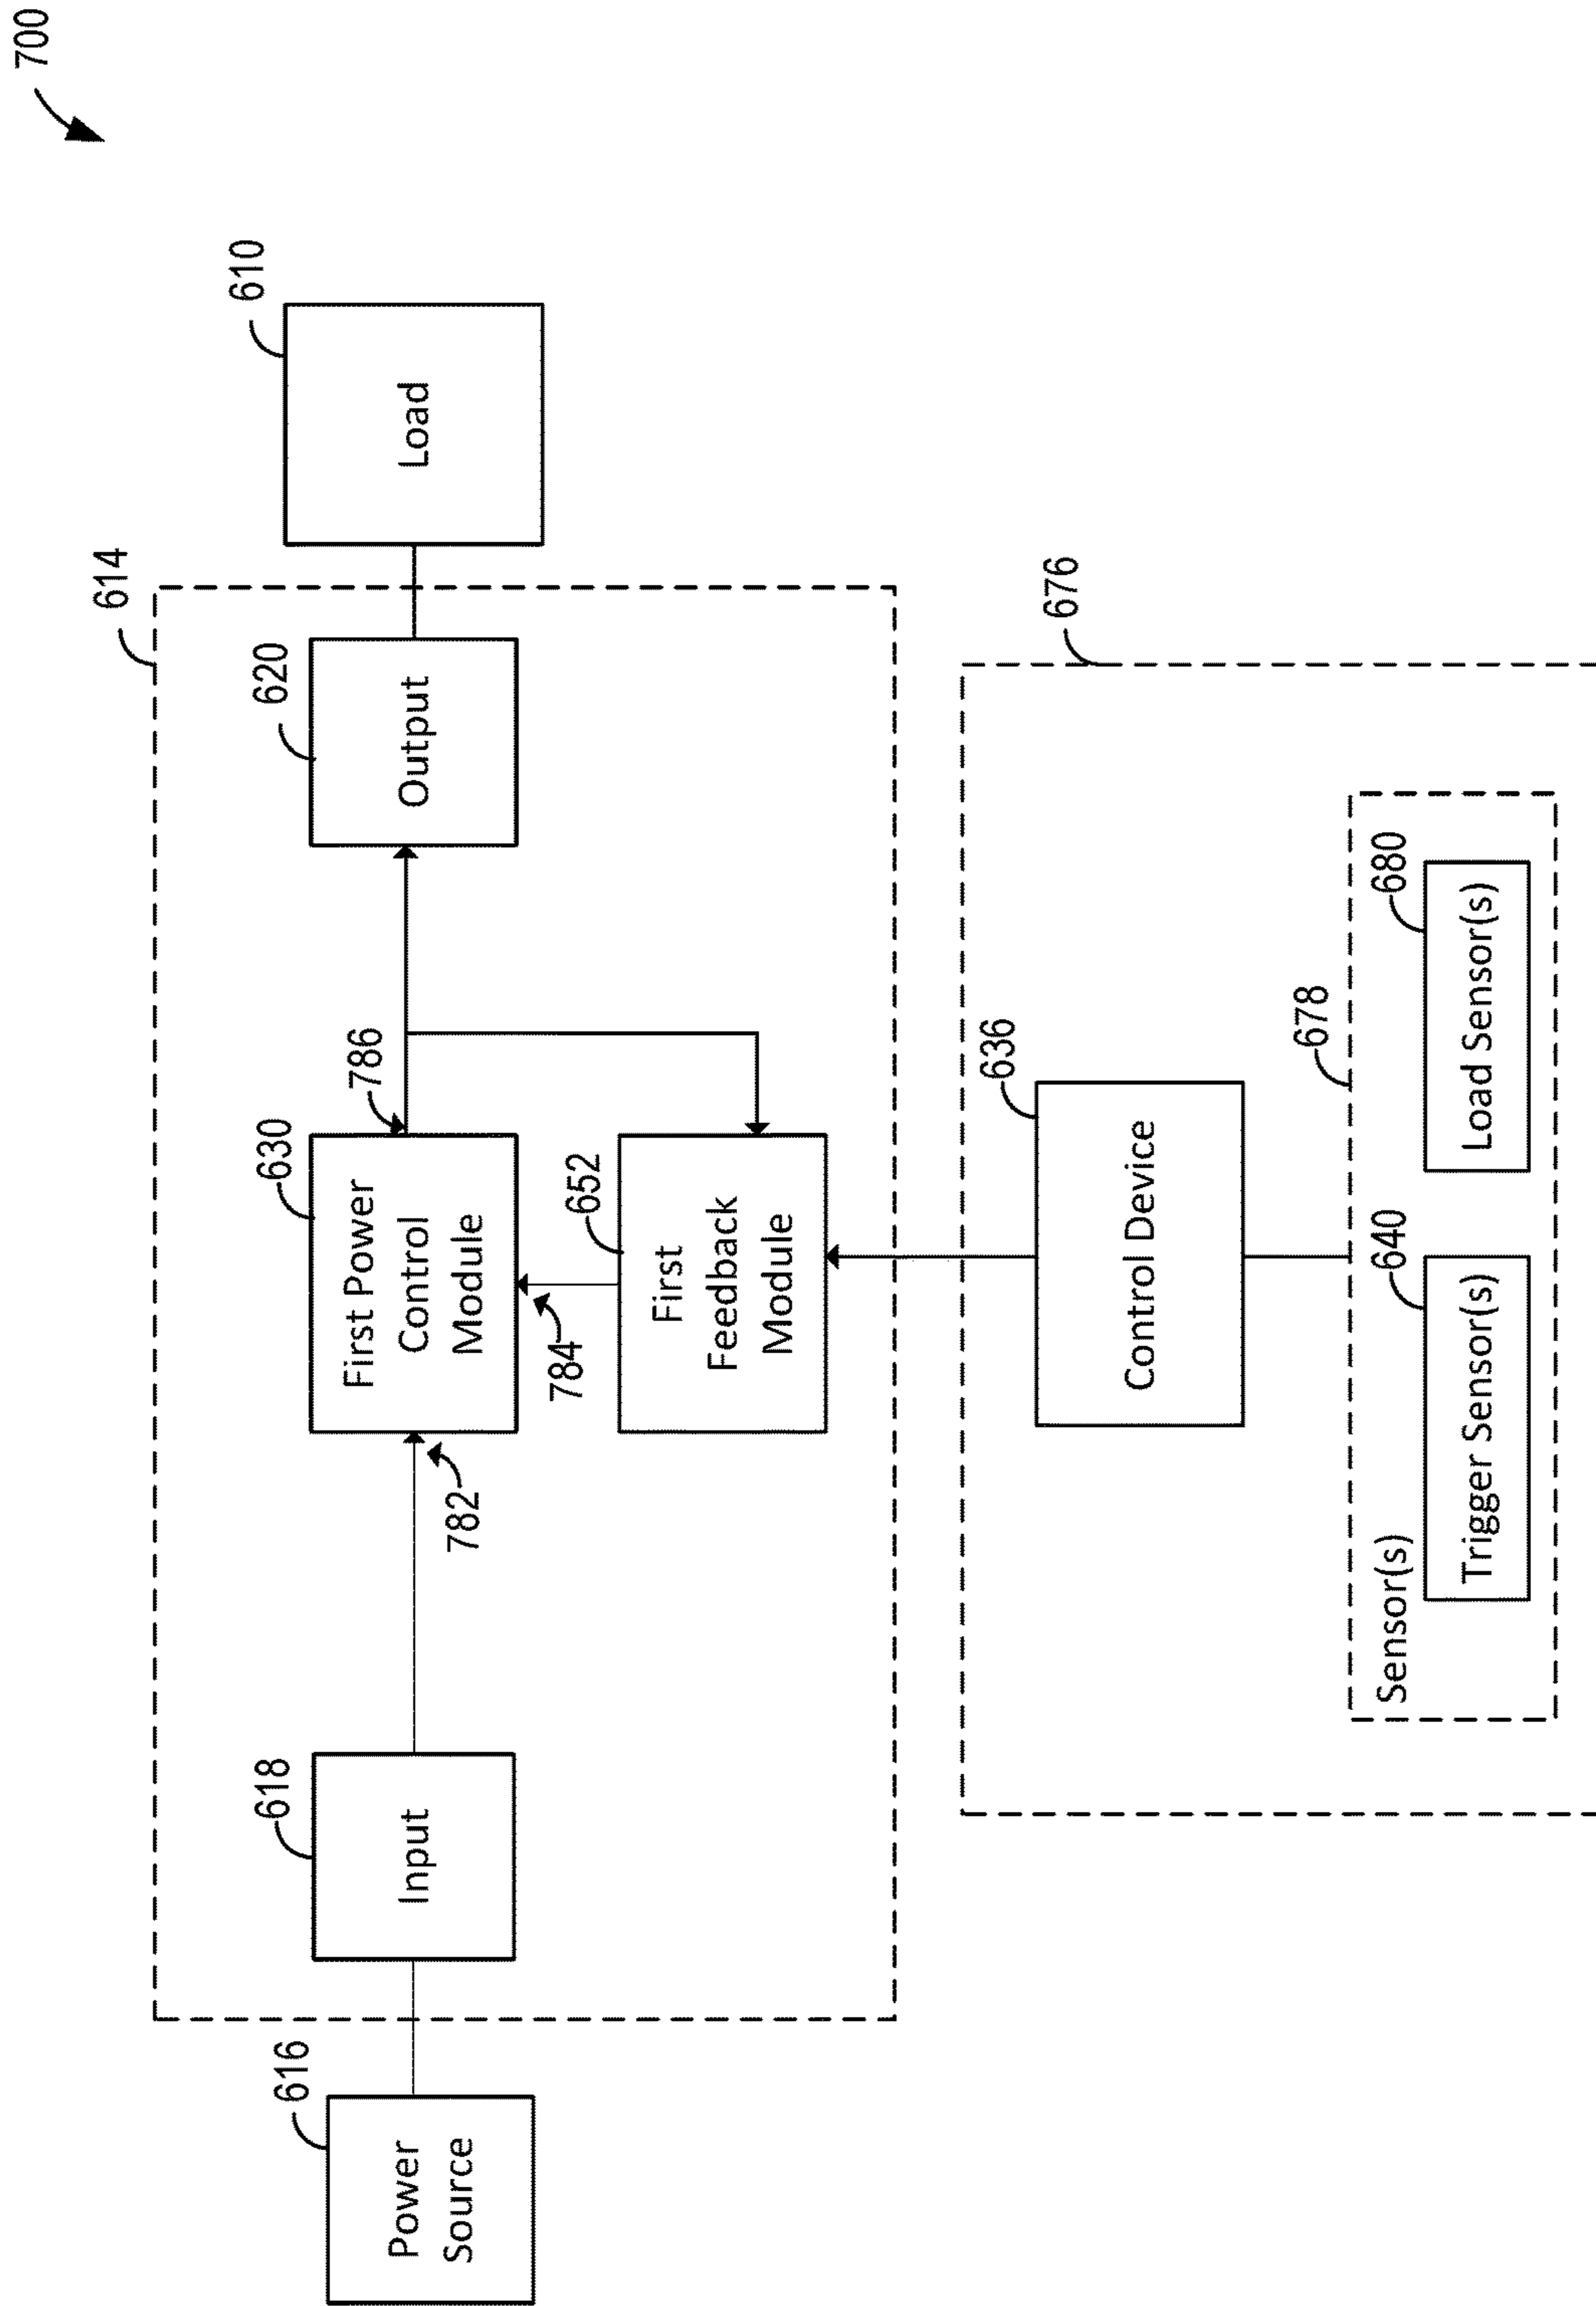 700
614
616
618
630
620
610
Power
Source
Input
First Power
Control
Module
Output
Load
782
784
786
652
First
Feedback
Module
676
636
Control Device
678
Sensor(s)
640
Trigger Sensor(s)
680
Load Sensor(s)